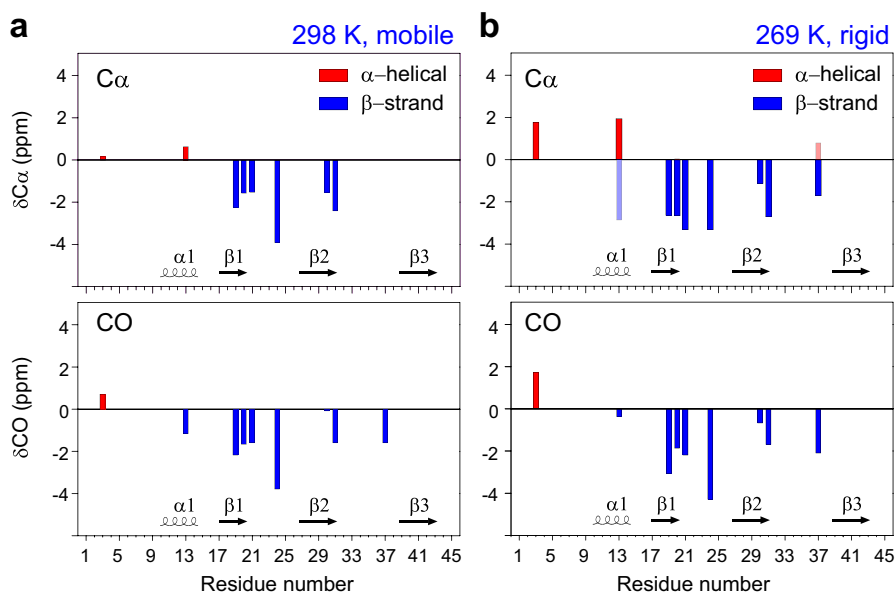 a
298 K, mobile
b
269 K, rigid
Cα
α−helical
β−strand
4
2
0
-2
-4
δCα (ppm)
α1
β1
β2
β3
Cα
α−helical
β−strand
4
2
0
-2
-4
α1
β1
β2
β3
CO
4
2
0
-2
-4
δCO (ppm)
α1
β1
β2
β3
1 5 9 13 17 21 25 29 33 37 41 45
Residue number
CO
4
2
0
-2
-4
α1
β1
β2
β3
1 5 9 13 17 21 25 29 33 37 41 45
Residue number